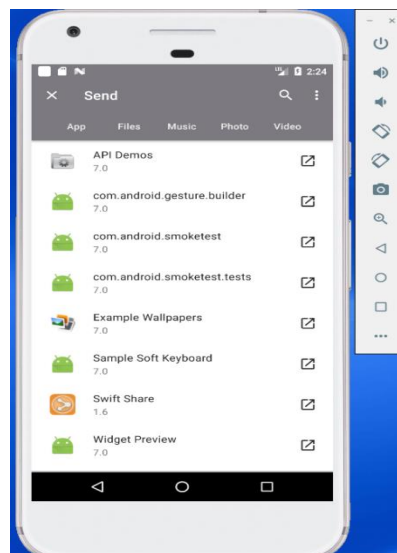 2:24
Send
App Files Music Photo Video
API Demos
7.0
com.android.gesture.builder
7.0
com.android.smoketest
7.0
com.android.smoketest.tests
7.0
Example Wallpapers
7.0
Sample Soft Keyboard
7.0
Swift Share
1.6
Widget Preview
7.0